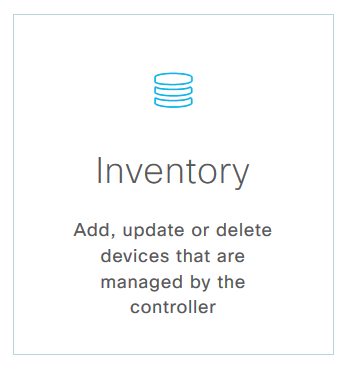 Inventory
Add, update or delete
devices that are
managed by the
controller